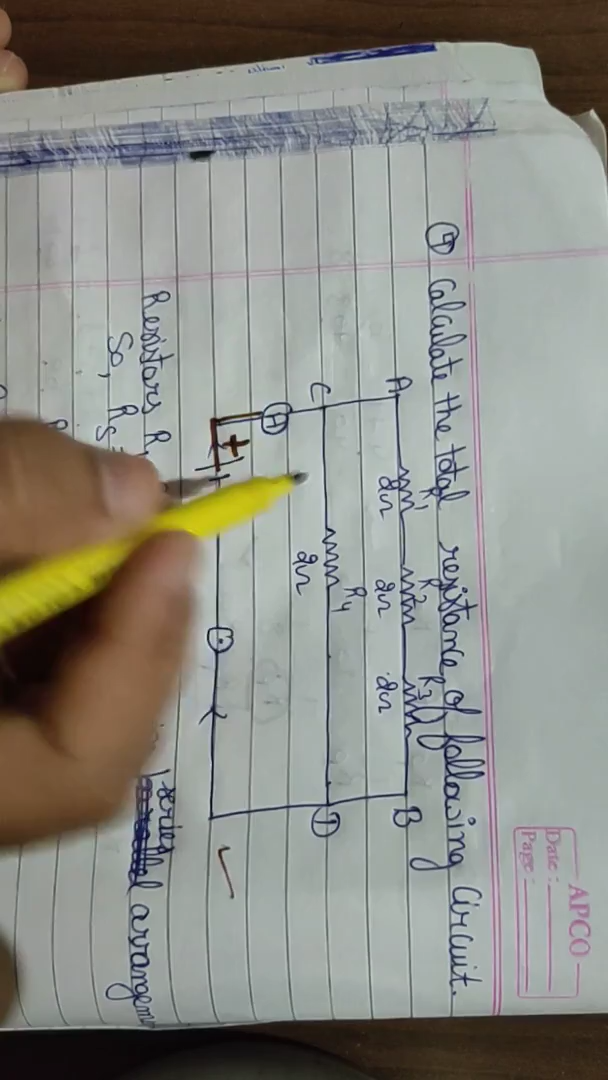 APCO
Date:
Page:
7 Calculate the total resistance of following circuit.
A R1 R2 R3 B
2Ω 2Ω 2Ω
C R4 D
2Ω
A
+
Resistors R series arrangem
So, Rs =